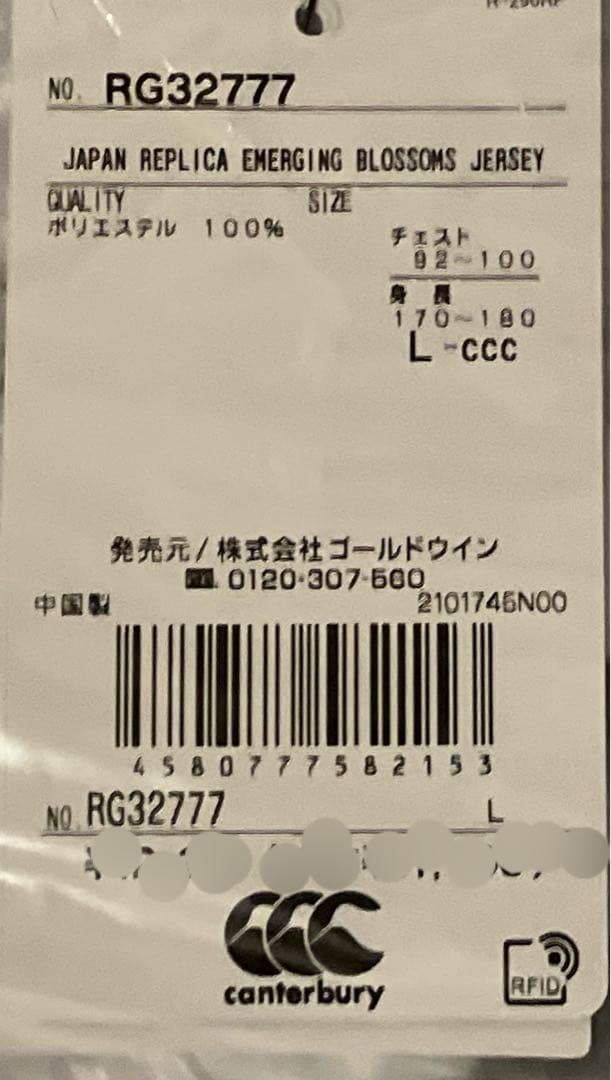 NO. RG32777
JAPAN REPLICA EMERGING BLOSSOMS JERSEY
QUALITY SIZE
ポリエステル 100%
チェスト
92~100
身長
170~180
L-CCC
発売元/株式会社ゴールドウイン
0120-307-560
中国製 2101746N00
4580777582153
NO. RG32777 L
canterbury
RFID